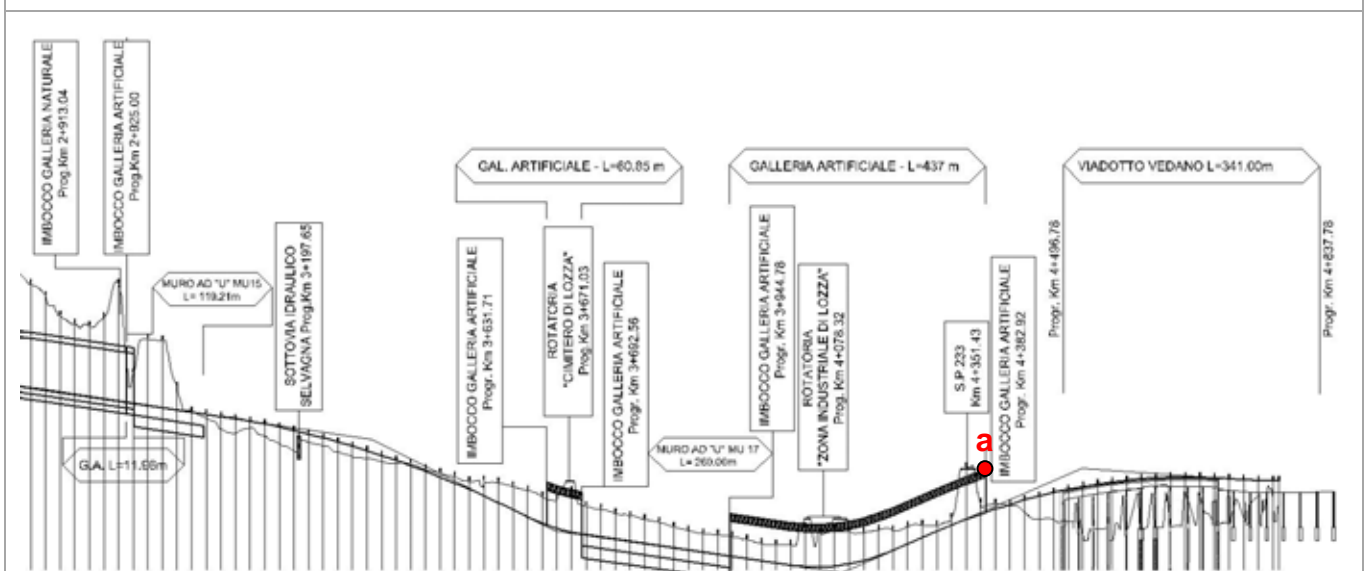 IMBOCCO GALLERIA NATURALE
Prog.Km 2+913.04
IMBOCCO GALLERIA ARTIFICIALE
Prog.Km 2+925.00
MURO AD "U" MU15
L= 119.21m
G.A. L=11.96m
SOTTOVIA IDRAULICO
SELVAGNA Prog.Km 3+197.65
GAL. ARTIFICIALE - L=60.85 m
IMBOCCO GALLERIA ARTIFICIALE
Progr. Km 3+631.71
ROTATORIA
"CIMITERO DI LOZZA"
Prog.Km 3+671.03
IMBOCCO GALLERIA ARTIFICIALE
Progr. Km 3+692.56
MURO AD "U" MU 17
L= 269.06m
GALLERIA ARTIFICIALE - L=437 m
IMBOCCO GALLERIA ARTIFICIALE
Progr. Km 3+944.78
ROTATORIA
"ZONA INDUSTRIALE DI LOZZA"
Prog. Km 4+078.32
S.P.233
Km 4+351.43
a
IMBOCCO GALLERIA ARTIFICIALE
Progr. Km 4+382.92
VIADOTTO VEDANO L=341.00m
Progr. Km 4+496.78
Progr. Km 4+837.78